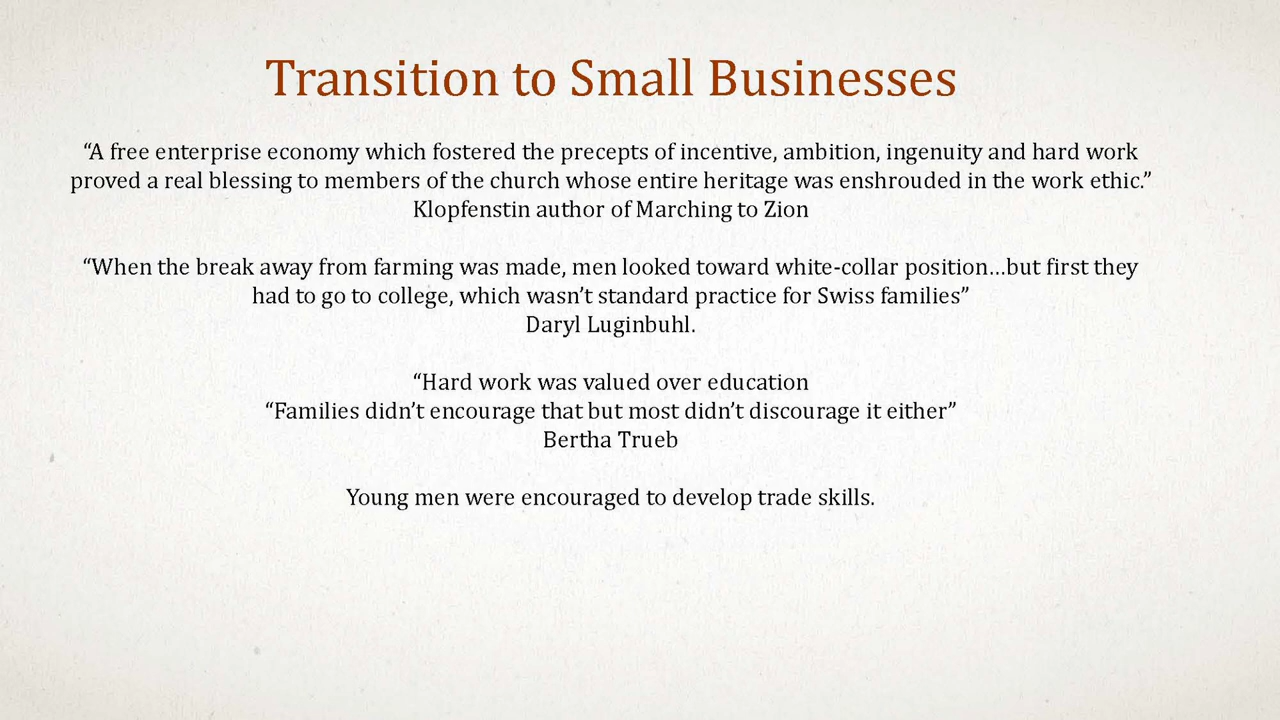 Transition to Small Businesses
“A free enterprise economy which fostered the precepts of incentive, ambition, ingenuity and hard work
proved a real blessing to members of the church whose entire heritage was enshrouded in the work ethic.”
Klopfenstin author of Marching to Zion
“When the break away from farming was made, men looked toward white-collar position…but first they
had to go to college, which wasn’t standard practice for Swiss families”
Daryl Luginbuhl.
“Hard work was valued over education
“Families didn’t encourage that but most didn’t discourage it either”
Bertha Trueb
Young men were encouraged to develop trade skills.